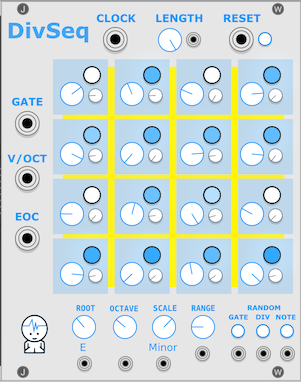 J
W
DivSeq
CLOCK
LENGTH
RESET
GATE
V/OCT
EOC
ROOT
OCTAVE
SCALE
RANGE
RANDOM
GATE
DIV
NOTE
E
Minor
J
W